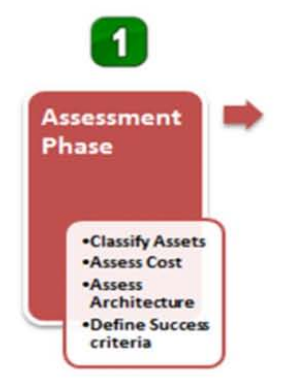 1
Assessment
Phase
•Classify Assets
•Assess Cost
•Assess
Architecture
•Define Success
criteria